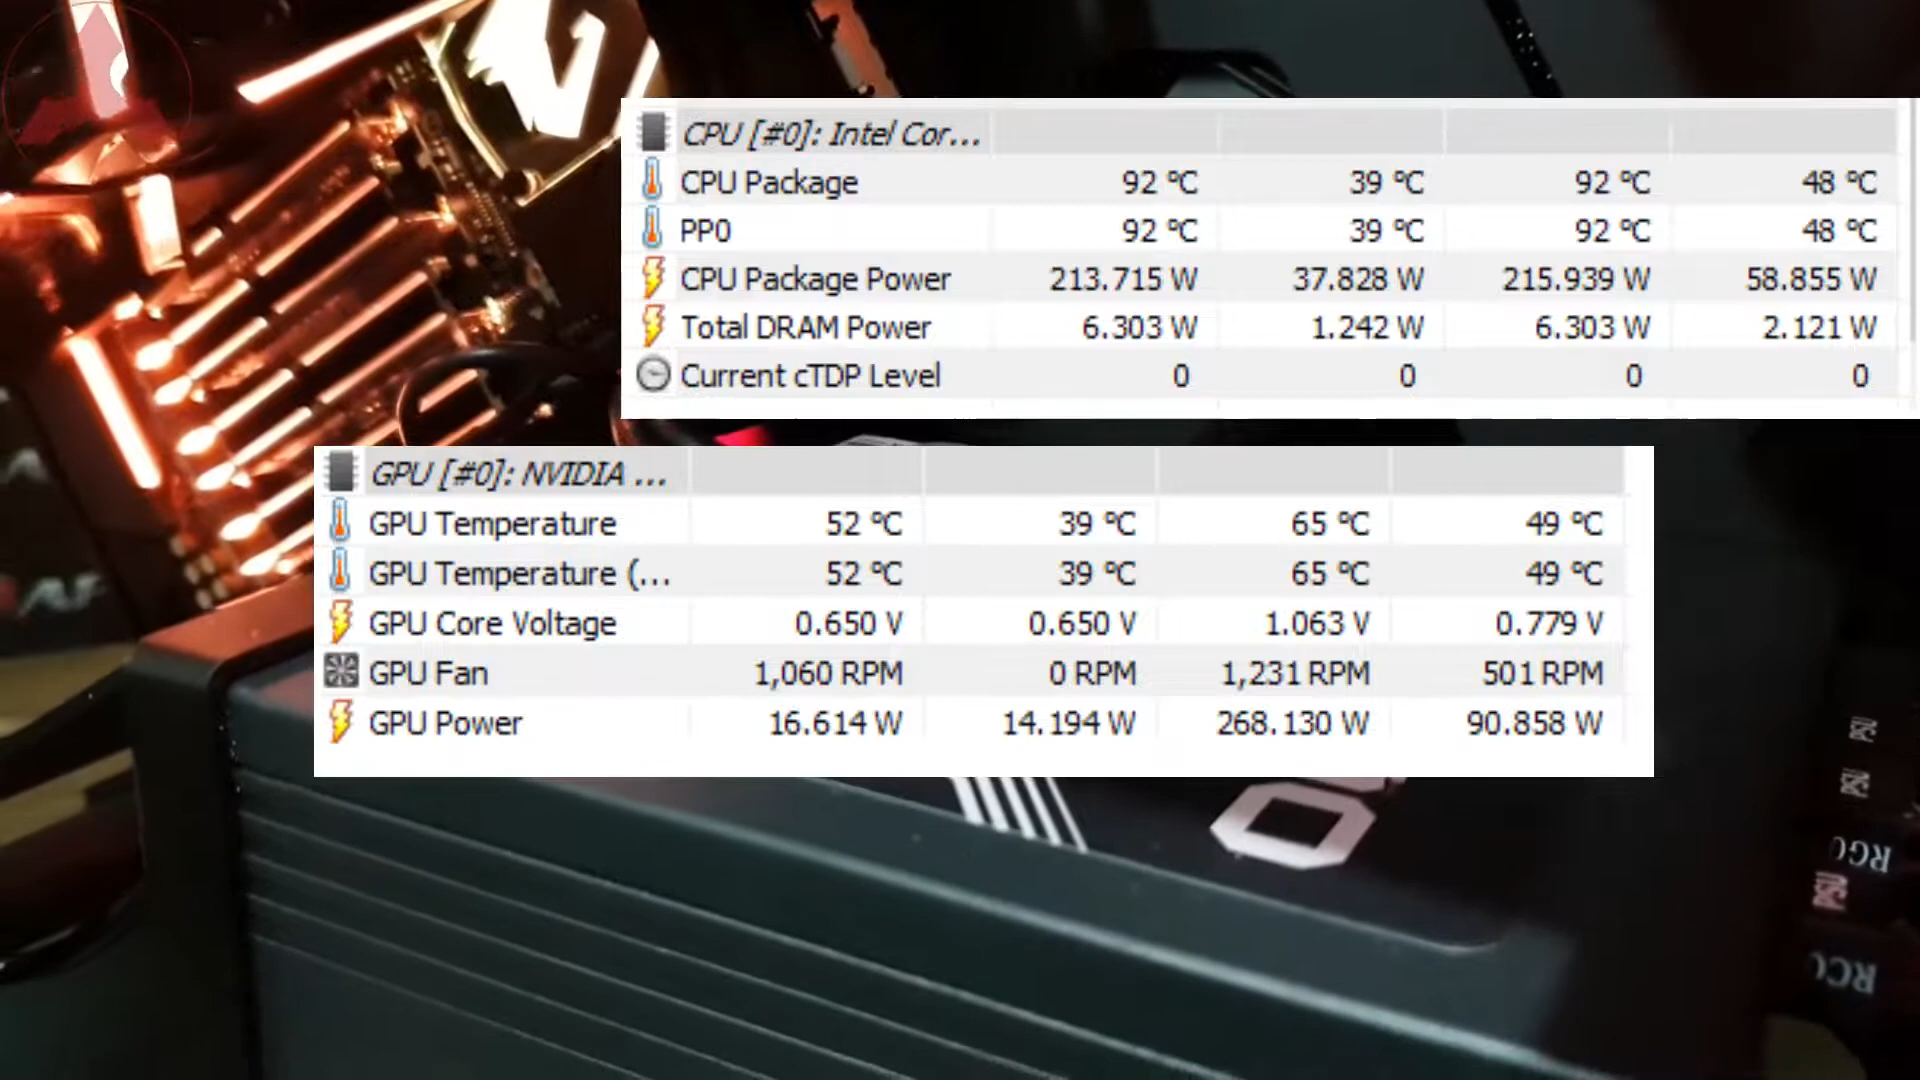 CPU [#0]: Intel Cor...
CPU Package 92 °C 39 °C 92 °C 48 °C
PP0 92 °C 39 °C 92 °C 48 °C
CPU Package Power 213.715 W 37.828 W 215.939 W 58.855 W
Total DRAM Power 6.303 W 1.242 W 6.303 W 2.121 W
Current cTDP Level 0 0 0 0
GPU [#0]: NVIDIA ...
GPU Temperature 52 °C 39 °C 65 °C 49 °C
GPU Temperature (... 52 °C 39 °C 65 °C 49 °C
GPU Core Voltage 0.650 V 0.650 V 1.063 V 0.779 V
GPU Fan 1,060 RPM 0 RPM 1,231 RPM 501 RPM
GPU Power 16.614 W 14.194 W 268.130 W 90.858 W
PSU
PSU
PSU